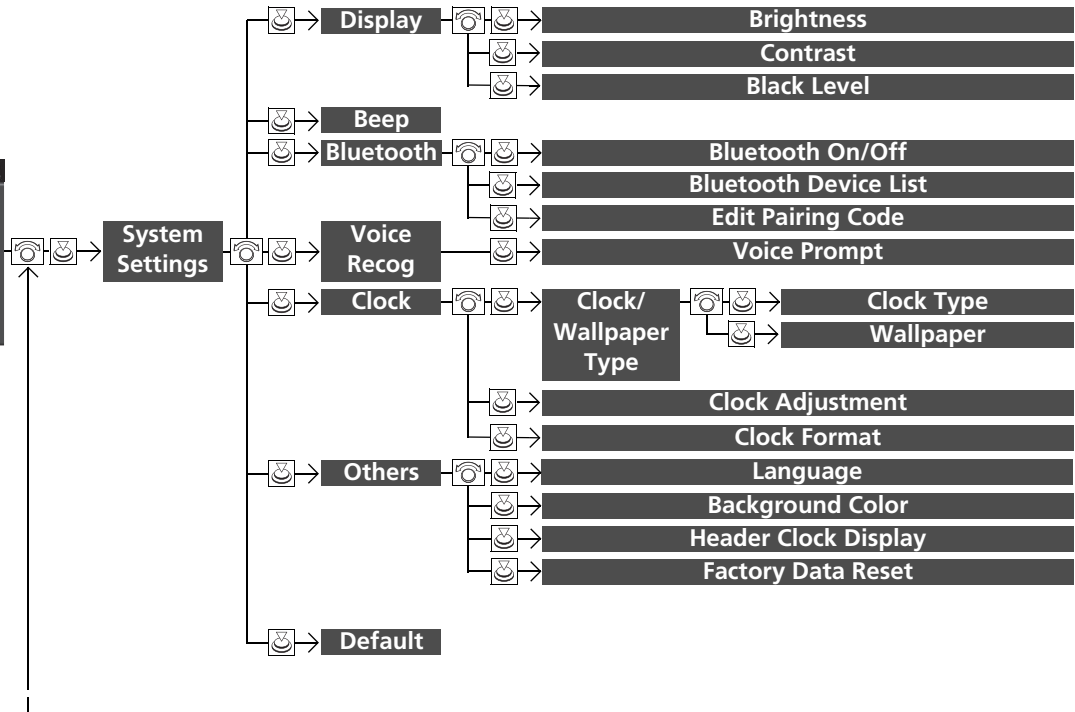 Display
Brightness
Contrast
Black Level
Beep
Bluetooth
Bluetooth On/Off
Bluetooth Device List
Edit Pairing Code
System
Settings
Voice
Recog
Voice Prompt
Clock
Clock/
Wallpaper
Type
Clock Type
Wallpaper
Clock Adjustment
Clock Format
Others
Language
Background Color
Header Clock Display
Factory Data Reset
Default